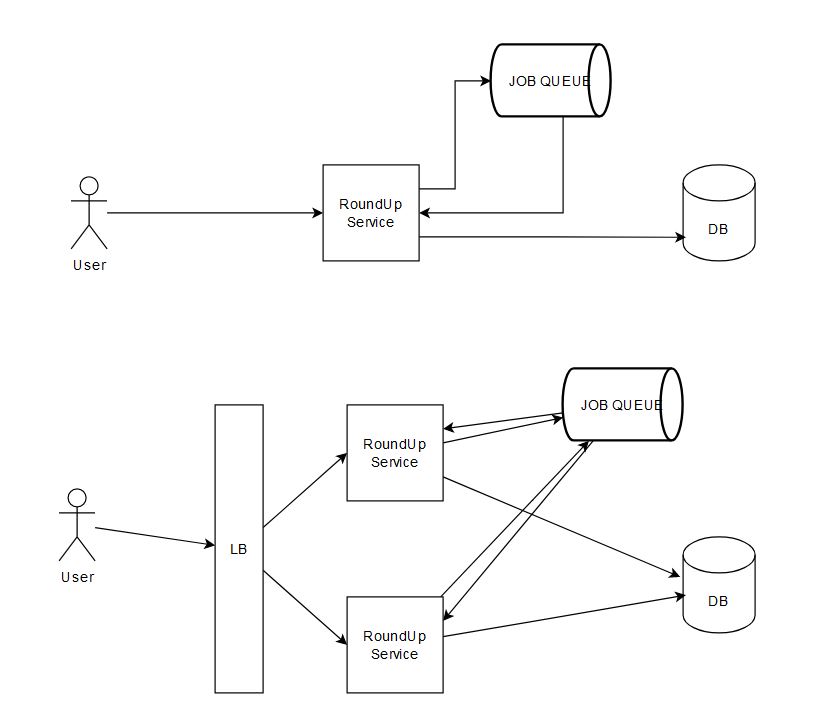 JOB QUEUE
RoundUp
Service
User
DB
JOB QUEUE
RoundUp
Service
LB
User
DB
RoundUp
Service